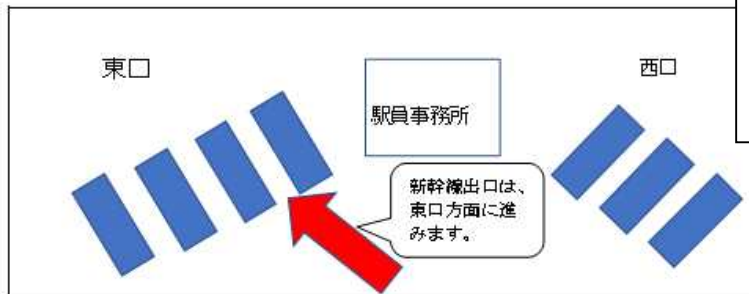 東口
西口
駅員事務所
新幹線出口は、
東口方面に進
みます。